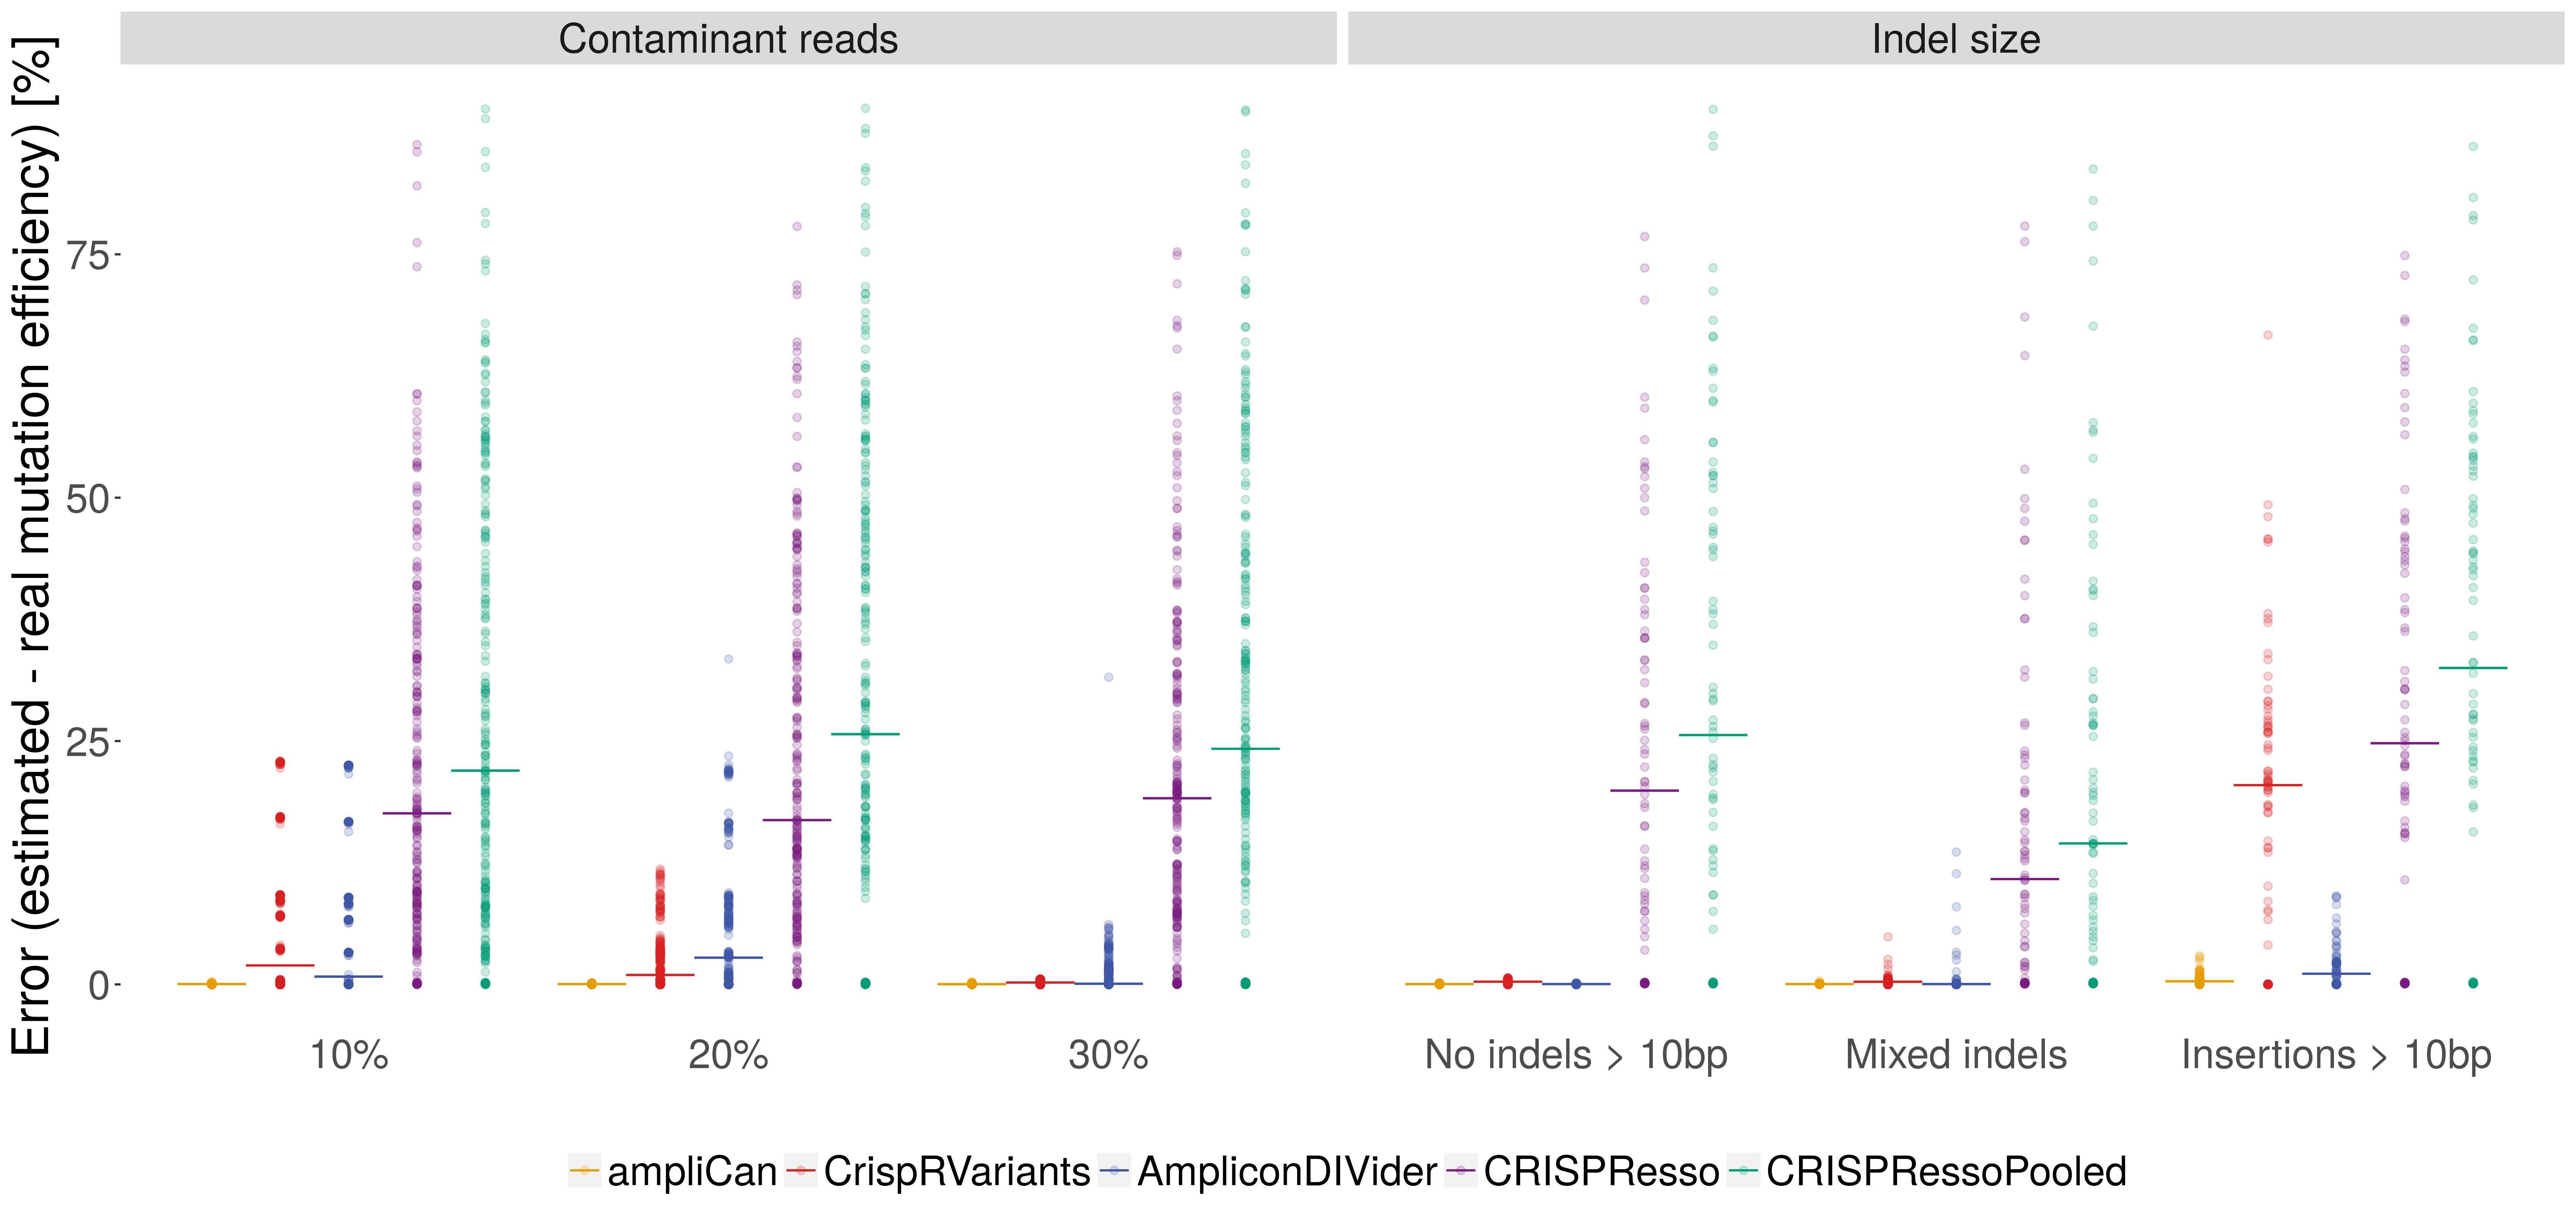 Contaminant reads
Indel size
Error (estimated - real mutation efficiency) [%]
75
50
25
0
10%
20%
30%
No indels > 10bp
Mixed indels
Insertions > 10bp
ampliCan
CrispRVariants
AmpliconDIVider
CRISPResso
CRISPRessoPooled